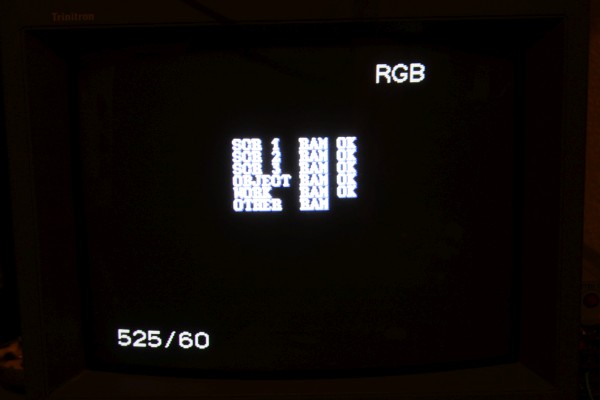 Trinitron
RGB
SCR 1 RAM OK
SCR 2 RAM OK
SCR 3 RAM OK
OBJECT RAM OK
WORK RAM OK
OTHER RAM
525/60